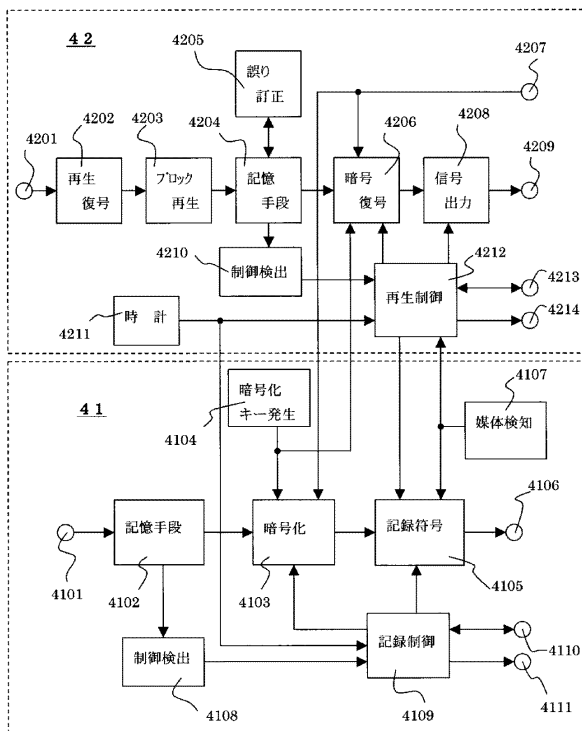 42
4205
誤り
訂正
4207
4201
4202
4203
4204
4206
4208
4209
再生
復号
ブロック
再生
記憶
手段
暗号
復号
信号
出力
4210
制御検出
4212
再生制御
4213
4214
4211
時 計
41
4104
暗号化
キー発生
4107
媒体検知
4106
記憶手段
暗号化
記録符号
4101
4102
4103
4105
制御検出
4108
記録制御
4109
4110
4111